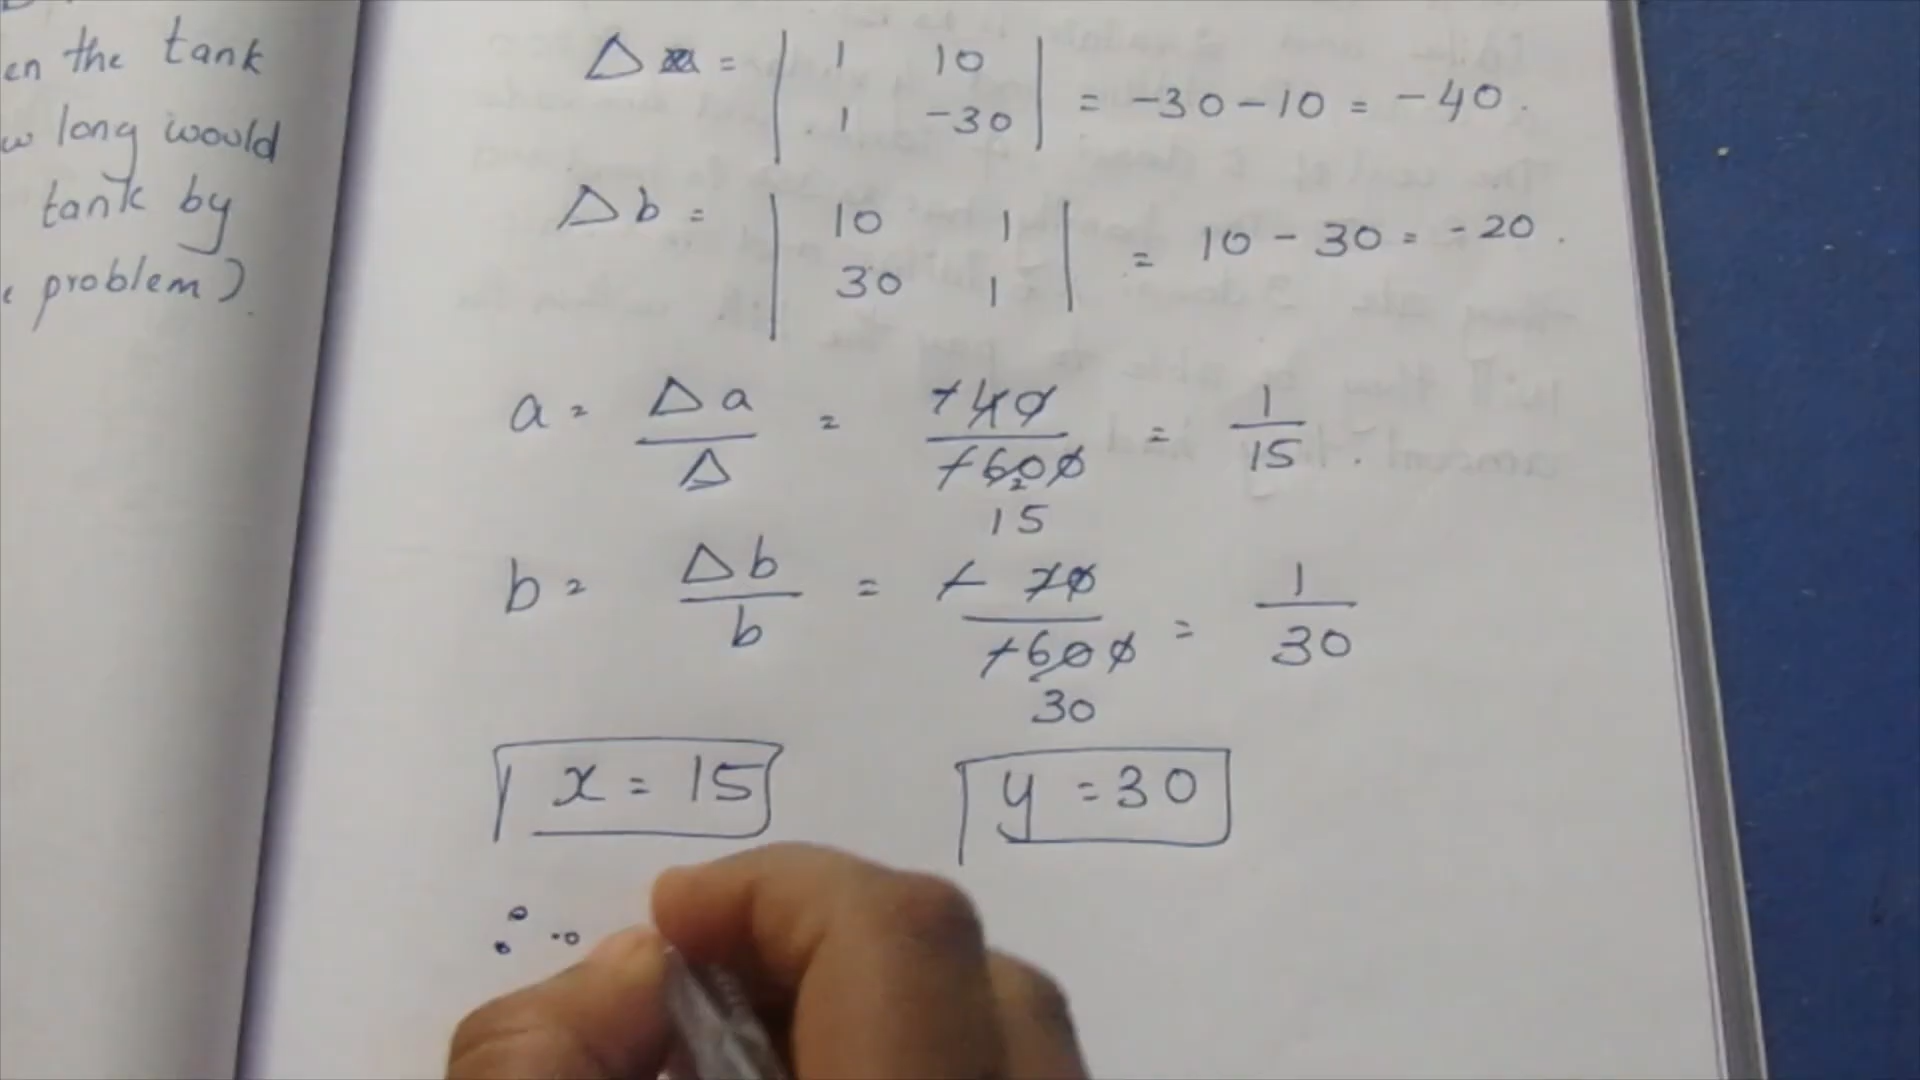 en the tank
long would
tank by
problem)
Δ = | 1 10 | = -30-10 = -40.
| 1 -30 |
Δb = | 10 1 | = 10 - 30 = -20.
| 30 1 |
a = Δa / Δ = -40 / -600 = 1/15
15
b = Δb / b = - 20 / -600 = 1/30
30
x = 15 y = 30
∴